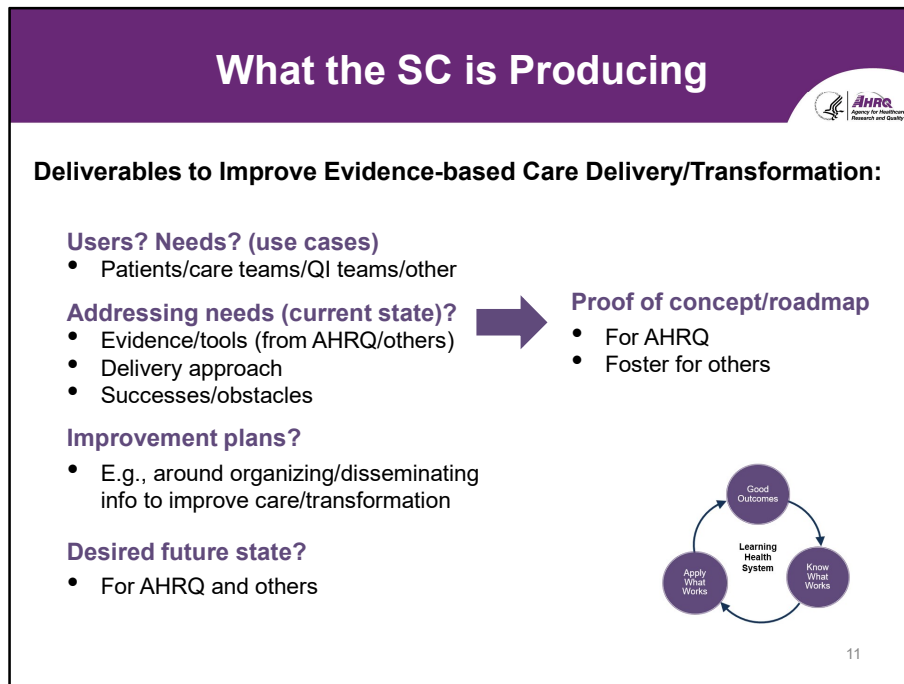 What the SC is Producing
AHRQ
Agency for Healthcare
Research and Quality
Deliverables to Improve Evidence-based Care Delivery/Transformation:
Users? Needs? (use cases)
• Patients/care teams/QI teams/other
Addressing needs (current state)?
• Evidence/tools (from AHRQ/others)
• Delivery approach
• Successes/obstacles
Improvement plans?
• E.g., around organizing/disseminating
info to improve care/transformation
Desired future state?
• For AHRQ and others
Proof of concept/roadmap
• For AHRQ
• Foster for others
Good
Outcomes
Learning
Health
System
Know
What
Works
Apply
What
Works
11